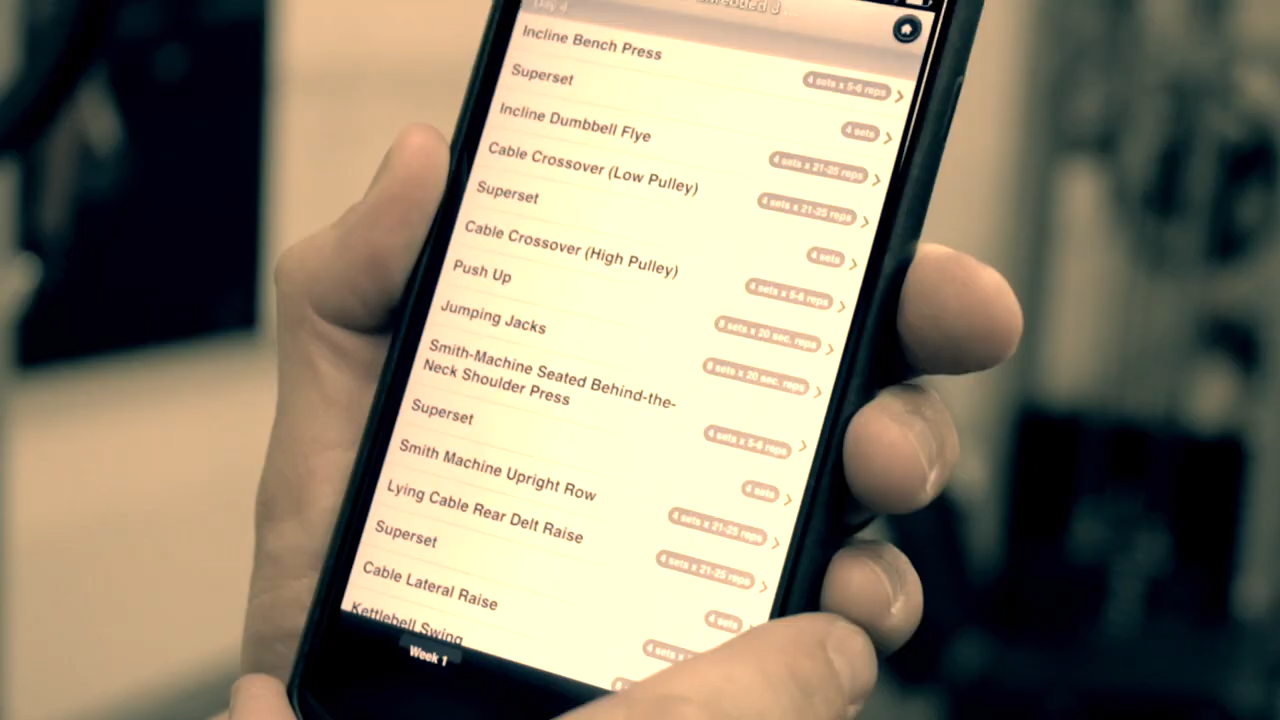 Day 4
Incline Bench Press
4 sets x 5-6 reps
Superset
4 sets
Incline Dumbbell Flye
4 sets x 21-25 reps
Cable Crossover (Low Pulley)
4 sets x 21-25 reps
Superset
4 sets
Cable Crossover (High Pulley)
4 sets x 5-6 reps
Push Up
8 sets x 20 sec. reps
Jumping Jacks
8 sets x 20 sec. reps
Smith-Machine Seated Behind-the-
Neck Shoulder Press
4 sets x 5-6 reps
Superset
4 sets
Smith Machine Upright Row
4 sets x 21-25 reps
Lying Cable Rear Delt Raise
4 sets x 21-25 reps
Superset
4 sets
Cable Lateral Raise
4 sets x
Kettlebell Swing
Week 1